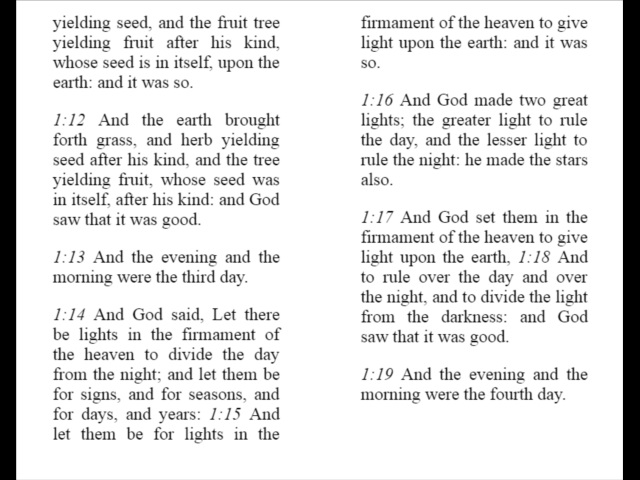 yielding seed, and the fruit tree
yielding fruit after his kind,
whose seed is in itself, upon the
earth: and it was so.
1:12 And the earth brought
forth grass, and herb yielding
seed after his kind, and the tree
yielding fruit, whose seed was
in itself, after his kind: and God
saw that it was good.
1:13 And the evening and the
morning were the third day.
1:14 And God said, Let there
be lights in the firmament of
the heaven to divide the day
from the night; and let them be
for signs, and for seasons, and
for days, and years: 1:15 And
let them be for lights in the
firmament of the heaven to give
light upon the earth: and it was
so.
1:16 And God made two great
lights; the greater light to rule
the day, and the lesser light to
rule the night: he made the stars
also.
1:17 And God set them in the
firmament of the heaven to give
light upon the earth, 1:18 And
to rule over the day and over
the night, and to divide the light
from the darkness: and God
saw that it was good.
1:19 And the evening and the
morning were the fourth day.